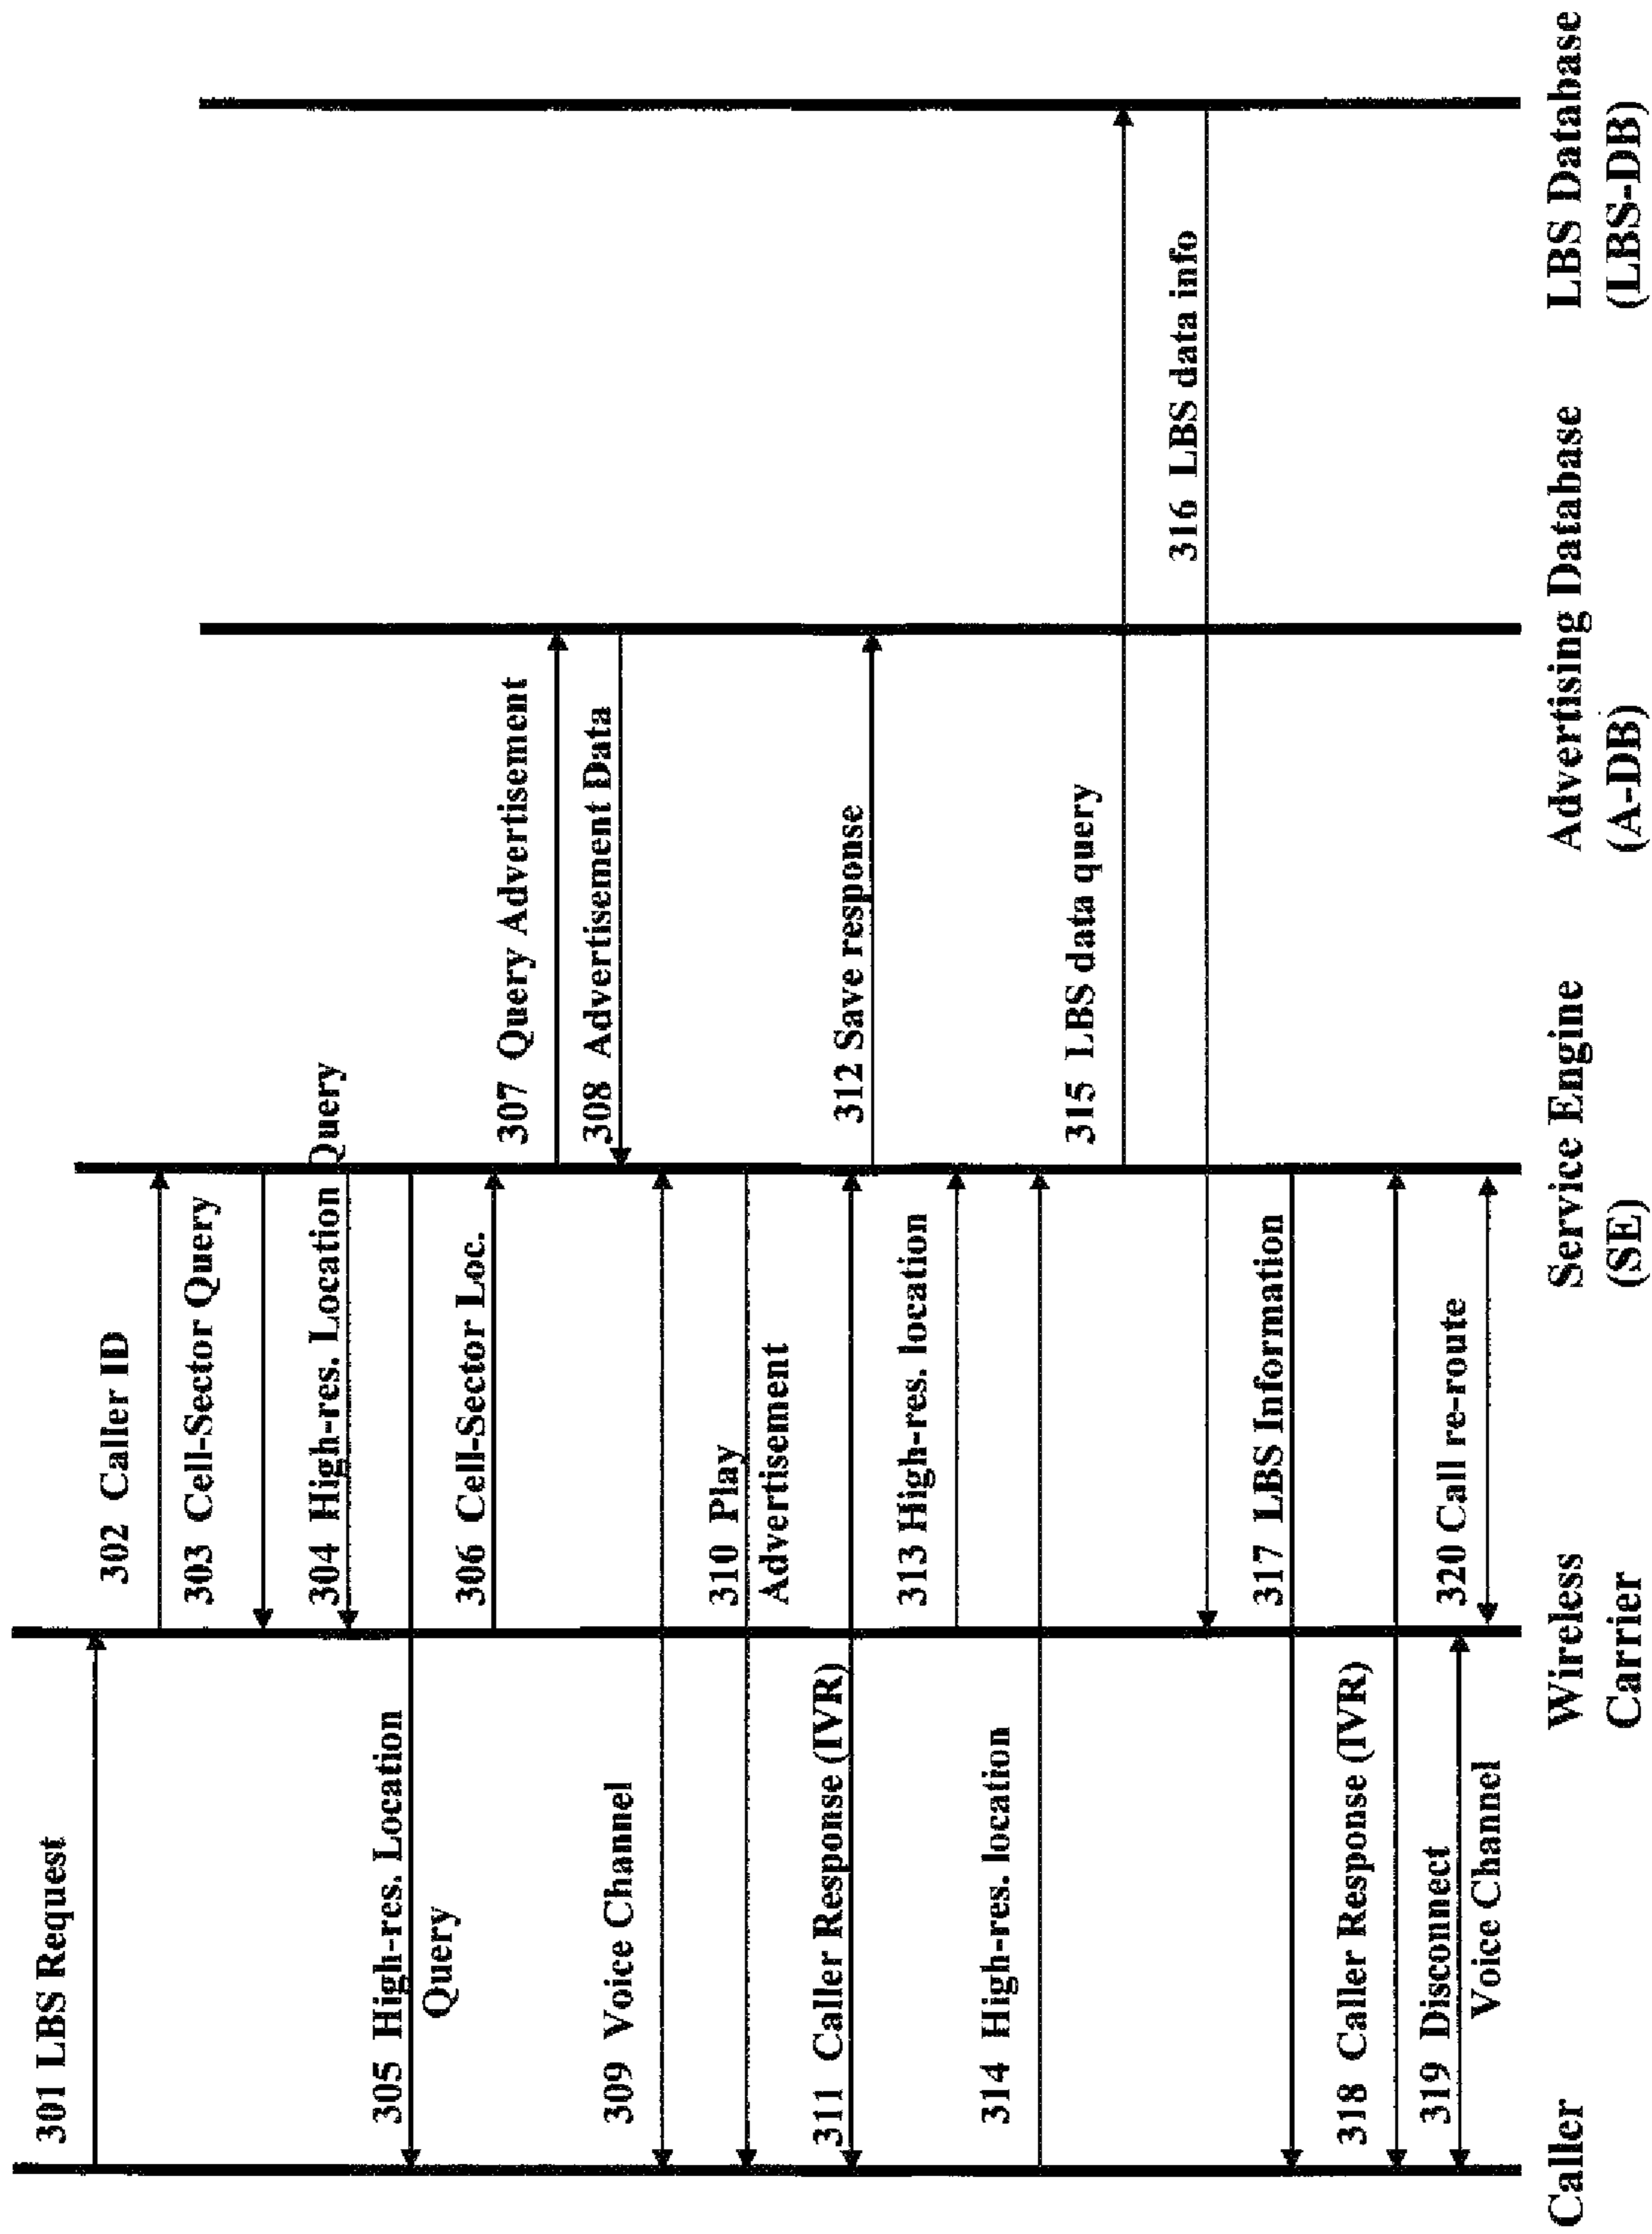 301 LBS Request
302 Caller ID
303 Cell-Sector Query
304 High-res. Location Query
305 High-res. Location
Query
306 Cell-Sector Loc.
307 Query Advertisement
308 Advertisement Data
309 Voice Channel
310 Play
Advertisement
311 Caller Response (IVR)
312 Save response
313 High-res. location
314 High-res. location
315 LBS data query
316 LBS data info
317 LBS Information
318 Caller Response (IVR)
319 Disconnect
Voice Channel
320 Call re-route
Caller
Wireless
Carrier
Service Engine
(SE)
Advertising Database
(A-DB)
LBS Database
(LBS-DB)